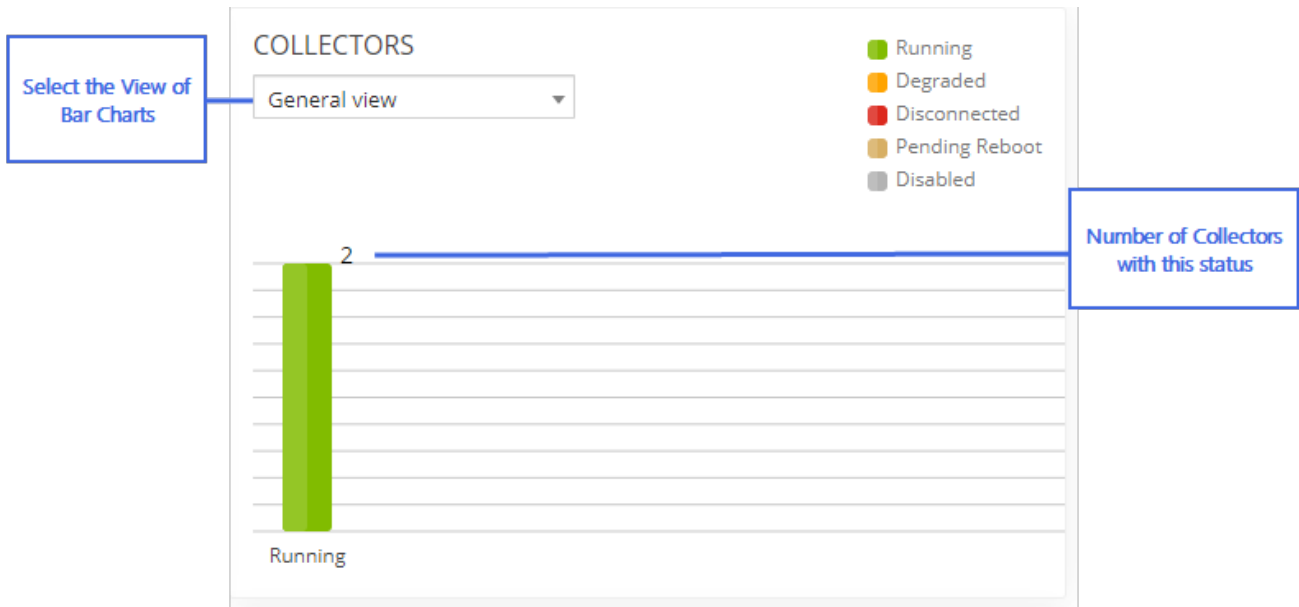 COLLECTORS
Running
Degraded
Disconnected
Pending Reboot
Disabled
Select the View of
Bar Charts
General view
2
Number of Collectors
with this status
Running